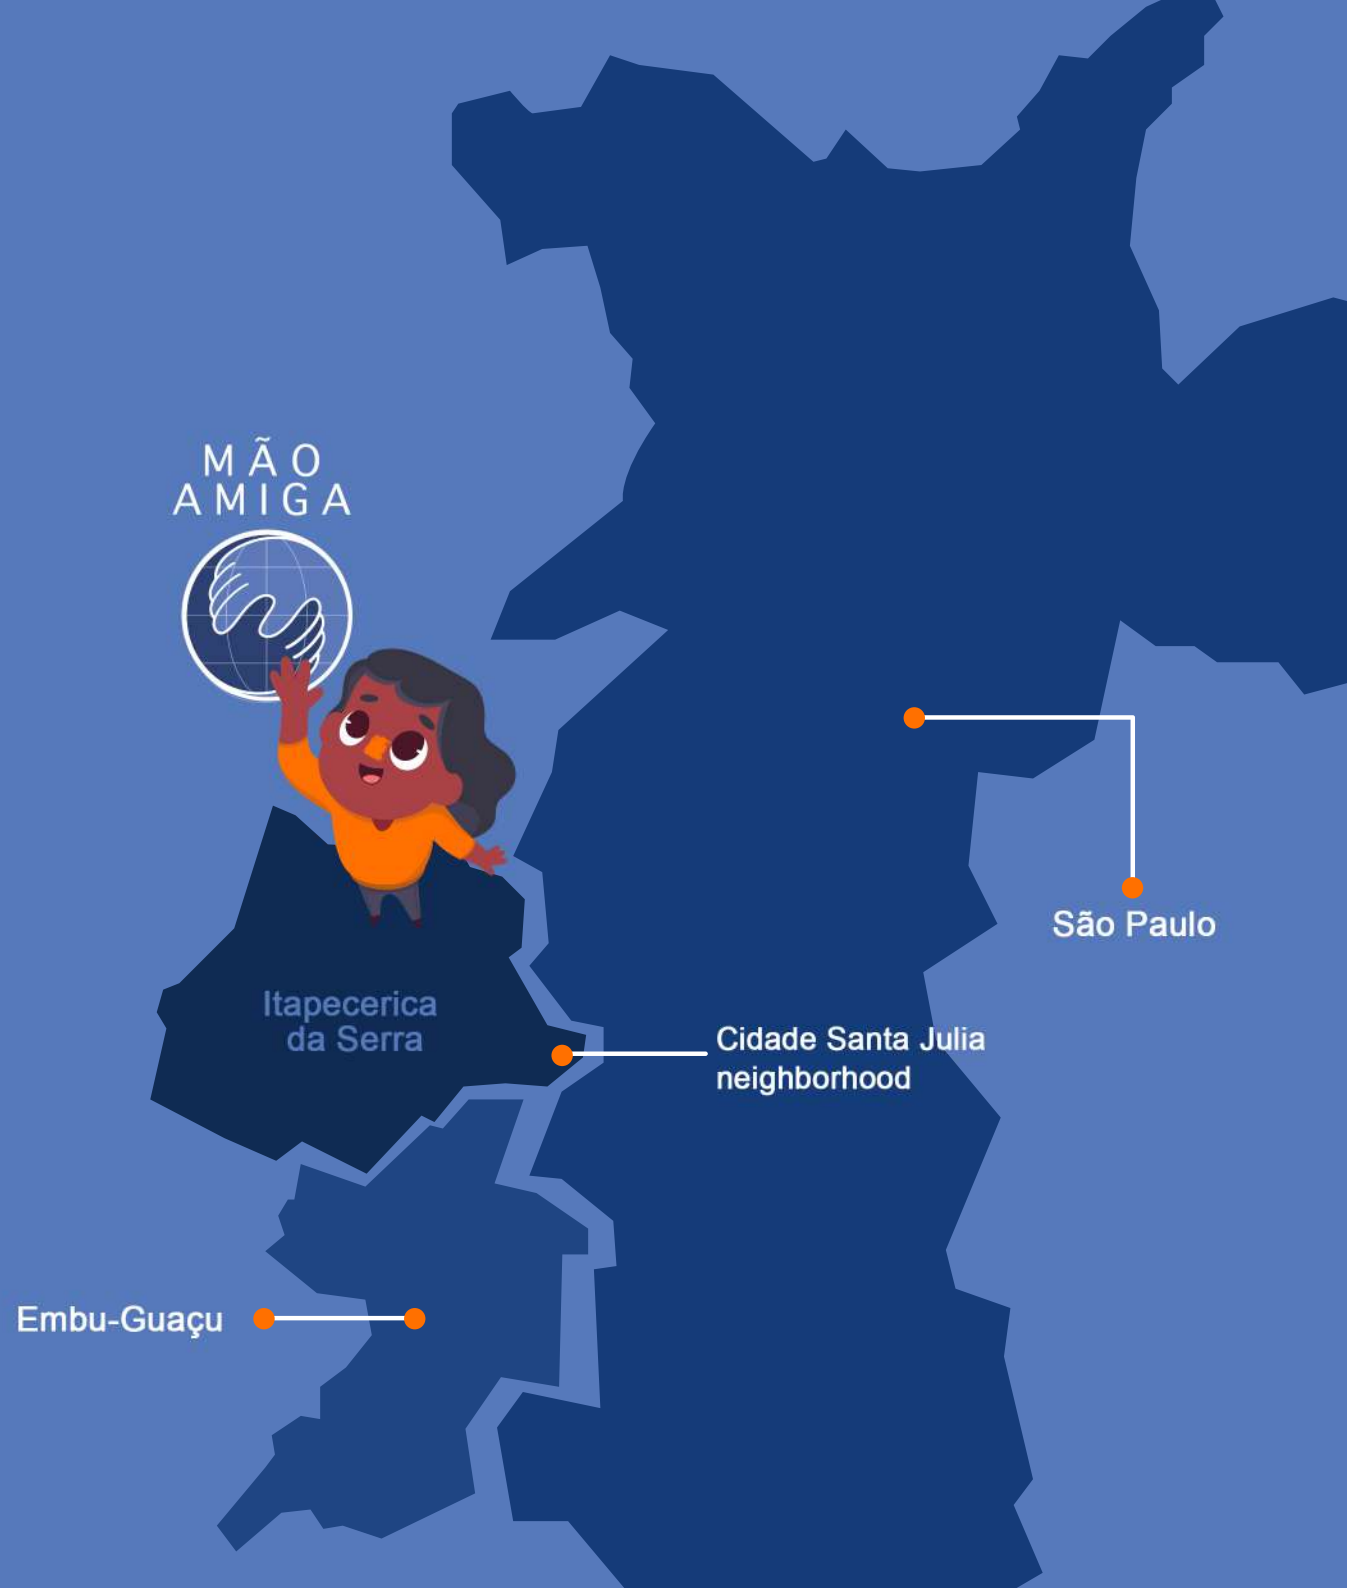 MÃO
AMIGA
São Paulo
Itapecerica
da Serra
Cidade Santa Julia
neighborhood
Embu-Guaçu